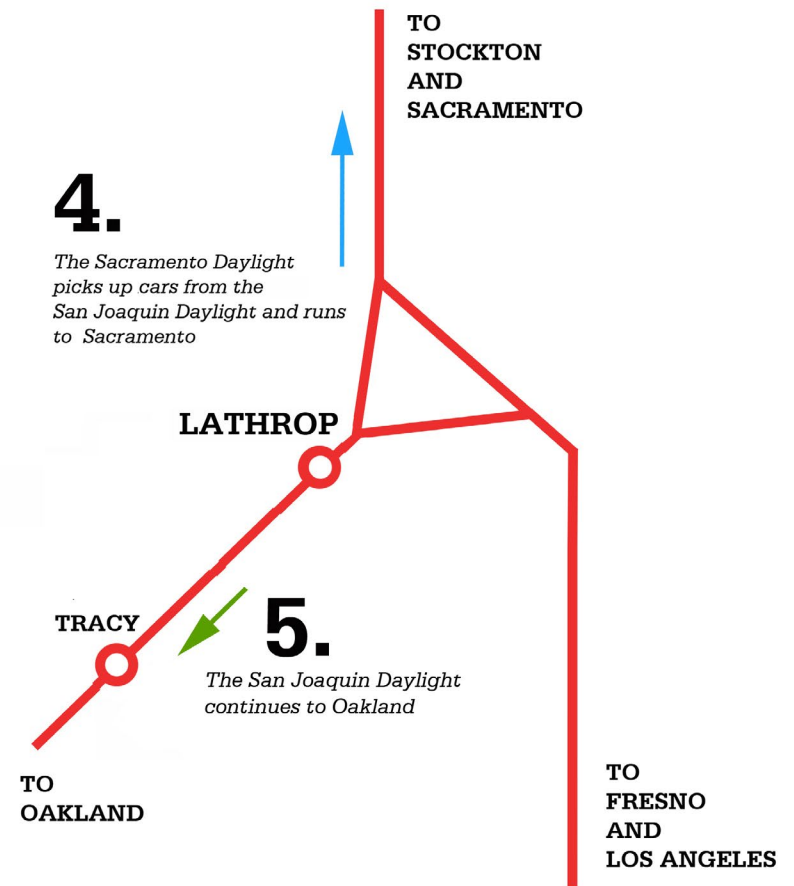 TO
STOCKTON
AND
SACRAMENTO
4.
The Sacramento Daylight
picks up cars from the
San Joaquin Daylight and runs
to Sacramento
LATHROP
TRACY
5.
The San Joaquin Daylight
continues to Oakland
TO
OAKLAND
TO
FRESNO
AND
LOS ANGELES